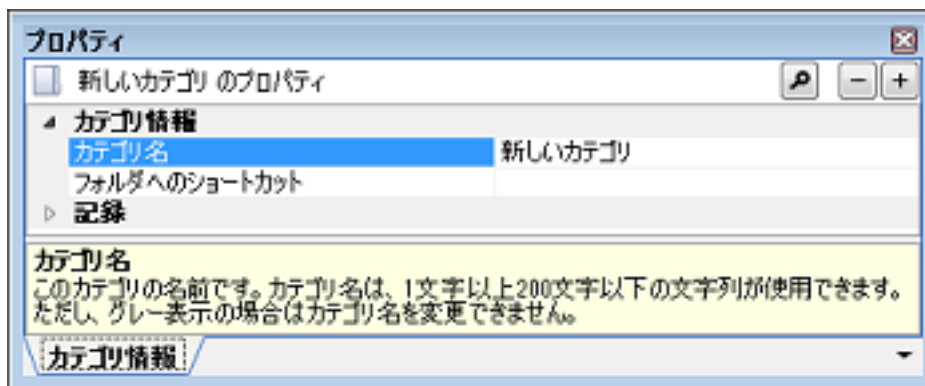 プロパティ
新しいカテゴリ のプロパティ
カテゴリ情報
カテゴリ名 新しいカテゴリ
フォルダへのショートカット
記録
カテゴリ名
このカテゴリの名前です。カテゴリ名は、1文字以上200文字以下の文字列が使用できます。
ただし、グレー表示の場合はカテゴリ名を変更できません。
カテゴリ情報